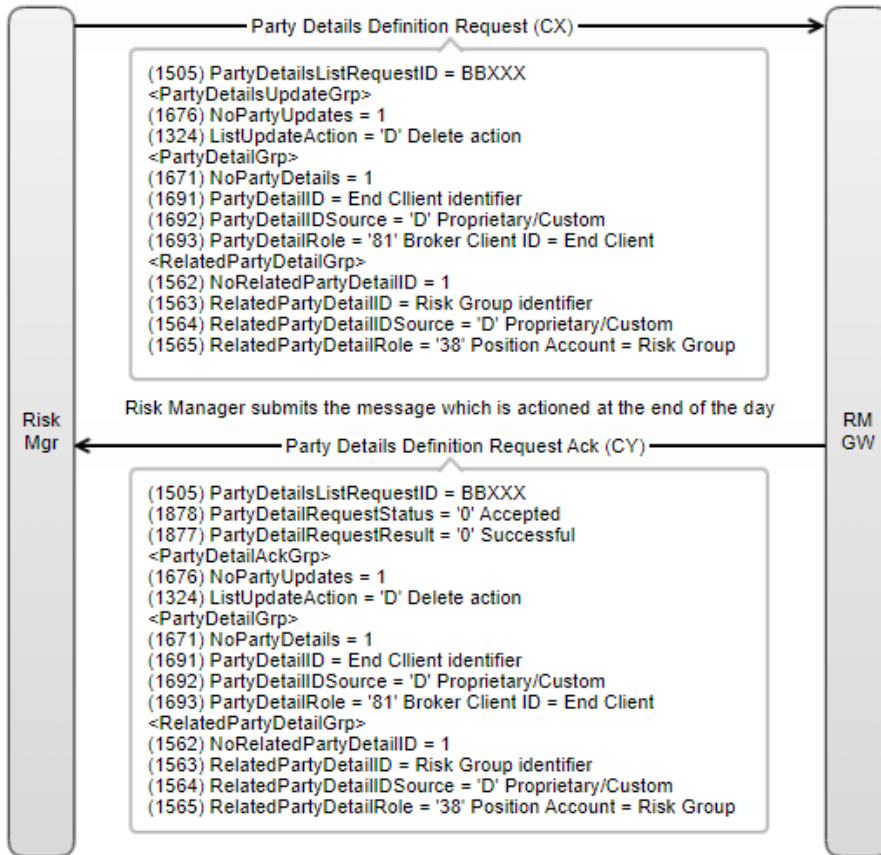 Party Details Definition Request (CX)
(1505) PartyDetailsListRequestID = BBXXX
<PartyDetailsUpdateGrp>
(1676) NoPartyUpdates = 1
(1324) ListUpdateAction = 'D' Delete action
<PartyDetailGrp>
(1671) NoPartyDetails = 1
(1691) PartyDetailID = End Cllient identifier
(1692) PartyDetailIDSource = 'D' Proprietary/Custom
(1693) PartyDetailRole = '81' Broker Client ID = End Client
<RelatedPartyDetailGrp>
(1562) NoRelatedPartyDetailID = 1
(1563) RelatedPartyDetailID = Risk Group identifier
(1564) RelatedPartyDetailIDSource = 'D' Proprietary/Custom
(1565) RelatedPartyDetailRole = '38' Position Account = Risk Group
Risk Manager submits the message which is actioned at the end of the day
Risk
Mgr
RM
GW
Party Details Definition Request Ack (CY)
(1505) PartyDetailsListRequestID = BBXXX
(1878) PartyDetailRequestStatus = '0' Accepted
(1877) PartyDetailRequestResult = '0' Successful
<PartyDetailAckGrp>
(1676) NoPartyUpdates = 1
(1324) ListUpdateAction = 'D' Delete action
<PartyDetailGrp>
(1671) NoPartyDetails = 1
(1691) PartyDetailID = End Cllient identifier
(1692) PartyDetailIDSource = 'D' Proprietary/Custom
(1693) PartyDetailRole = '81' Broker Client ID = End Client
<RelatedPartyDetailGrp>
(1562) NoRelatedPartyDetailID = 1
(1563) RelatedPartyDetailID = Risk Group identifier
(1564) RelatedPartyDetailIDSource = 'D' Proprietary/Custom
(1565) RelatedPartyDetailRole = '38' Position Account = Risk Group